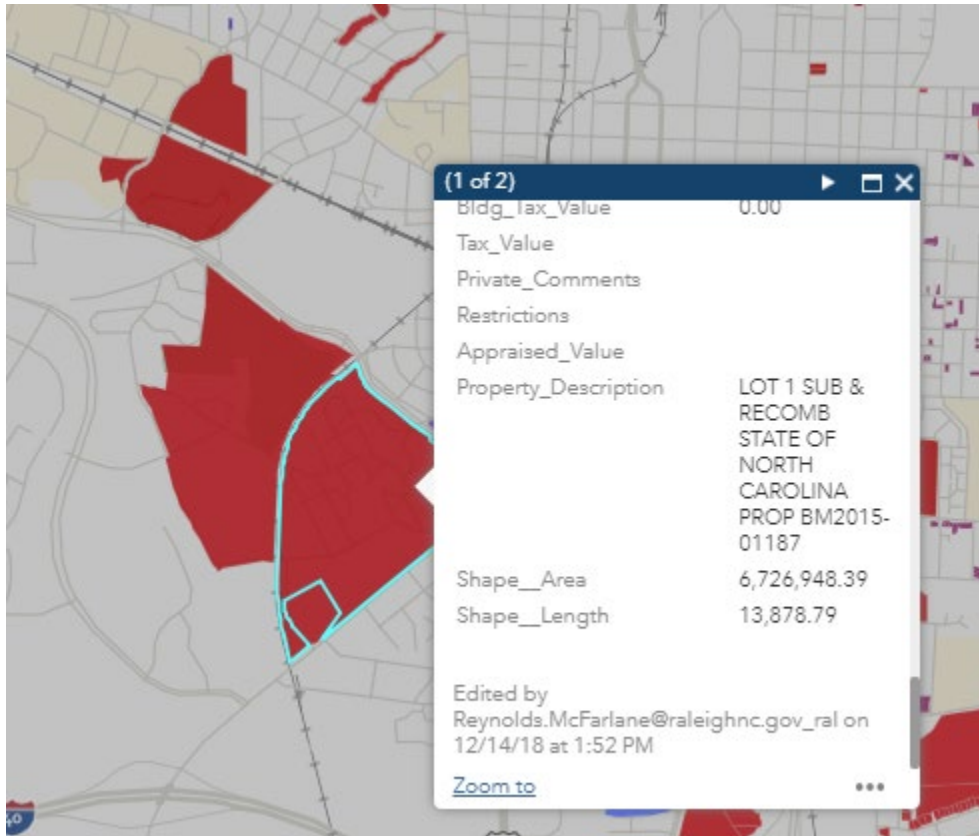 (1 of 2)
Bldg_Tax_Value 0.00
Tax_Value
Private_Comments
Restrictions
Appraised_Value
Property_Description LOT 1 SUB &
RECOMB
STATE OF
NORTH
CAROLINA
PROP BM2015-
01187
Shape__Area 6,726,948.39
Shape__Length 13,878.79
Edited by
Reynolds.McFarlane@raleighnc.gov_ral on
12/14/18 at 1:52 PM
Zoom to
40